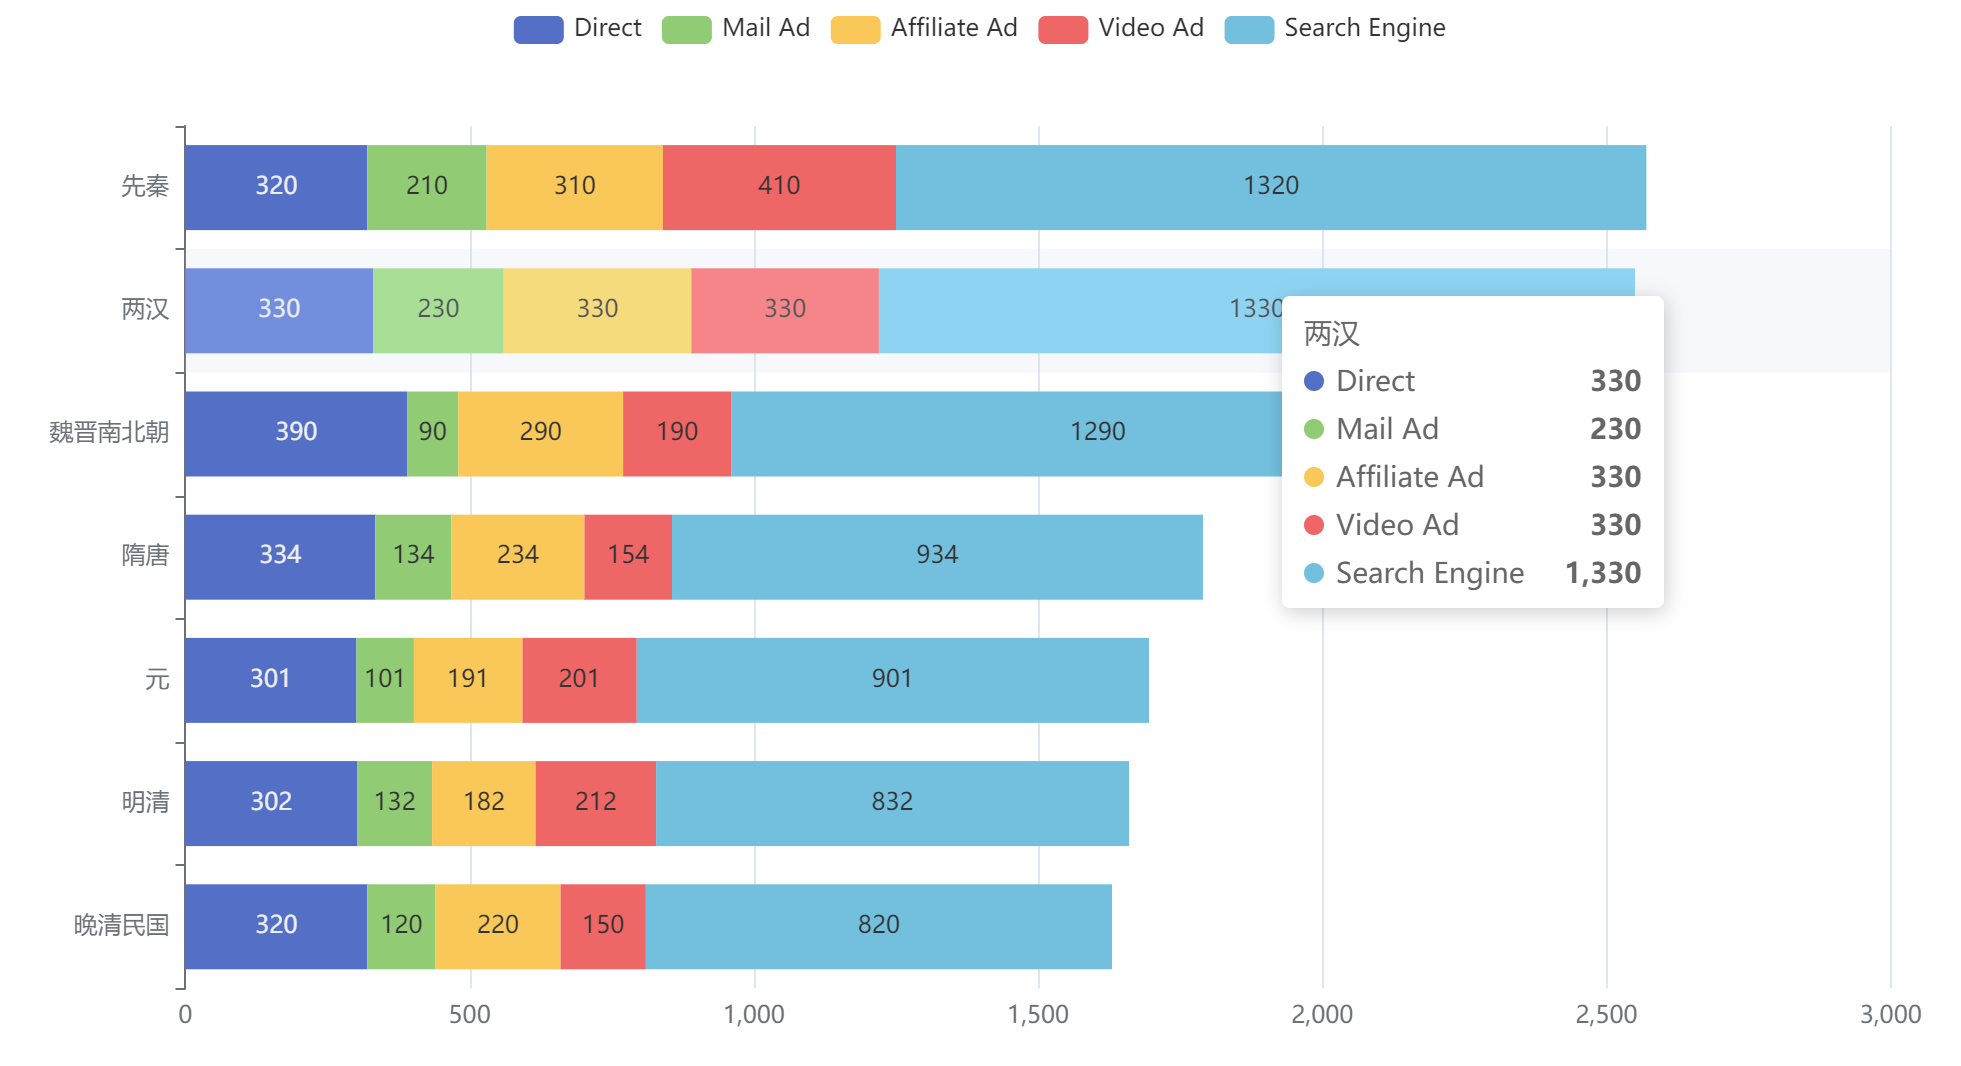 Direct Mail Ad Affiliate Ad Video Ad Search Engine
先秦 320 210 310 410 1320
两汉 330 230 330 330 1330
两汉
Direct 330
Mail Ad 230
Affiliate Ad 330
Video Ad 330
Search Engine 1,330
魏晋南北朝 390 90 290 190 1290
隋唐 334 134 234 154 934
元 301 101 191 201 901
明清 302 132 182 212 832
晚清民国 320 120 220 150 820
0 500 1,000 1,500 2,000 2,500 3,000